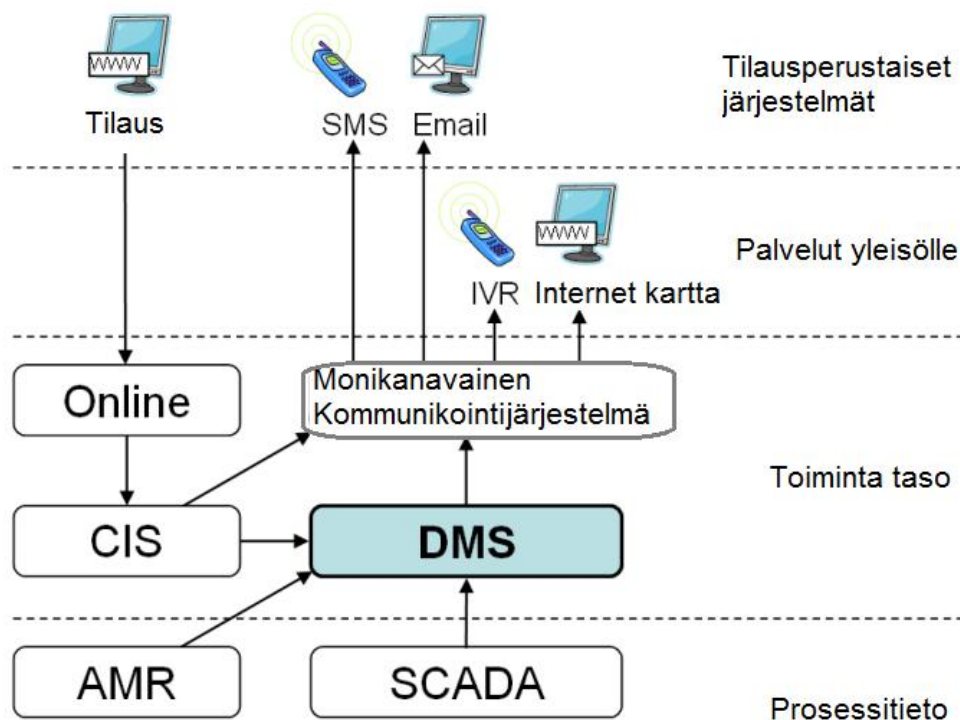 Tilausperustaiset
järjestelmät
Tilaus
SMS
Email
Palvelut yleisölle
IVR
Internet kartta
Online
Monikanavainen
Kommunikointijärjestelmä
Toiminta taso
CIS
DMS
AMR
SCADA
Prosessitieto